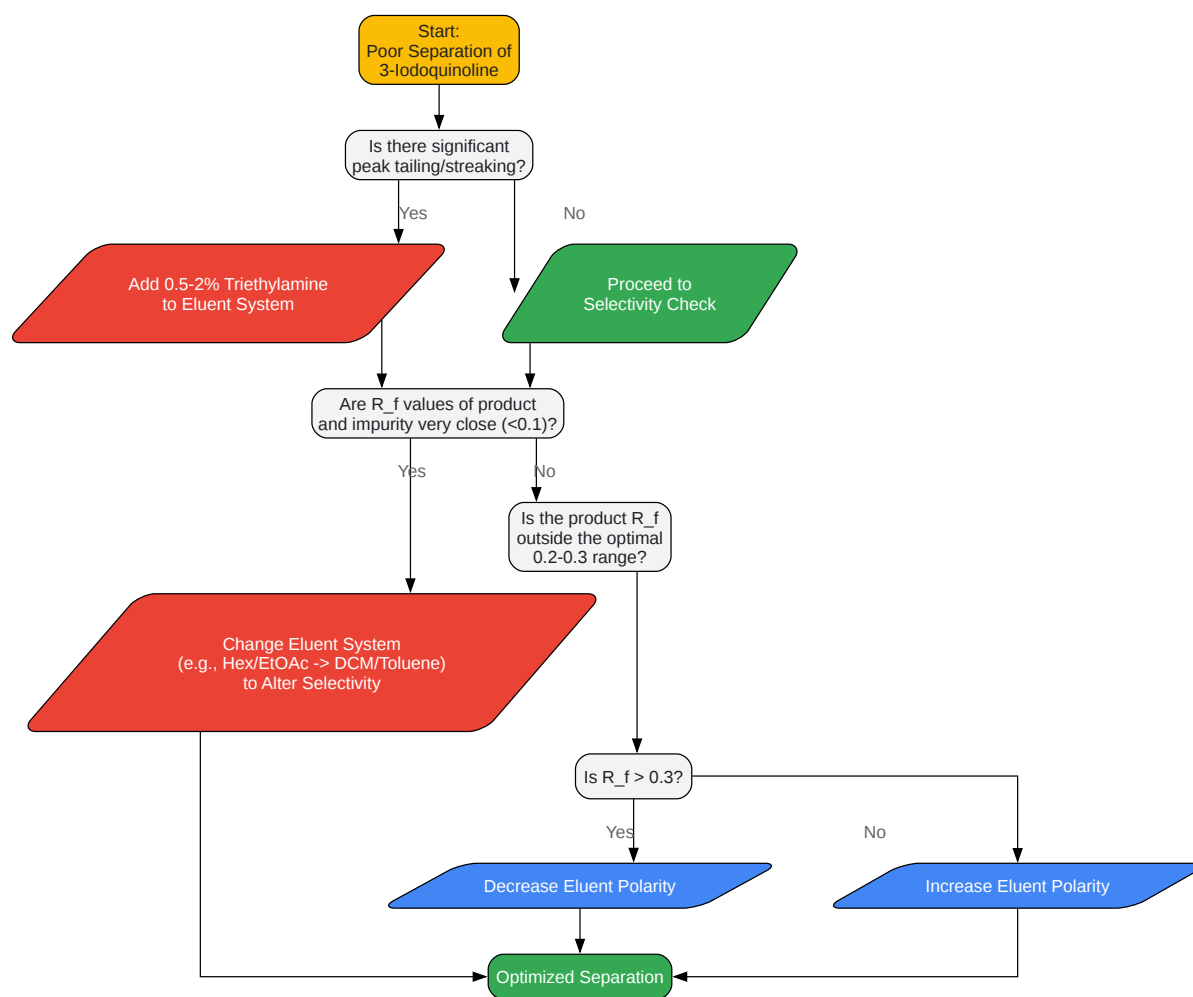 Start:
Poor Separation of
3-Iodoquinoline
Is there significant
peak tailing/streaking?
Yes
No
Add 0.5-2% Triethylamine
to Eluent System
Proceed to
Selectivity Check
Are R_f values of product
and impurity very close (<0.1)?
Yes
No
Is the product R_f
outside the optimal
0.2-0.3 range?
Change Eluent System
(e.g., Hex/EtOAc -> DCM/Toluene)
to Alter Selectivity
Is R_f > 0.3?
Yes
No
Decrease Eluent Polarity
Increase Eluent Polarity
Optimized Separation